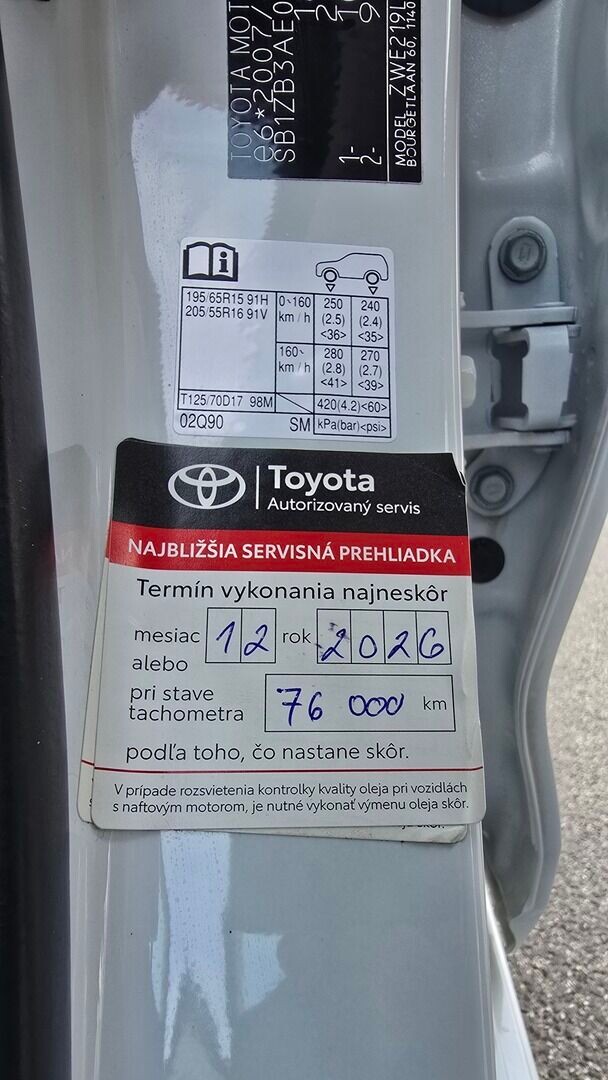 TOYOTA MOT
e6*2007/
SB1ZB3AE0
1-
2-
MODEL ZWE219L
BOURGETLAAN 60, 1140
i
195/65R15 91H
205/55R16 91V
0~160 km/h
250 (2.5) <36>
240 (2.4) <35>
160~ km/h
280 (2.8) <41>
270 (2.7) <39>
T125/70D17 98M
420(4.2)<60>
02Q90
SM
kPa(bar)<psi>
Toyota
Autorizovaný servis
NAJBLIŽŠIA SERVISNÁ PREHLIADKA
Termín vykonania najneskôr
mesiac 12 rok 2026
alebo
pri stave
tachometra 76 000 km
podľa toho, čo nastane skôr.
V prípade rozsvietenia kontrolky kvality oleja pri vozidlách
s naftovým motorom, je nutné vykonať výmenu oleja skôr.